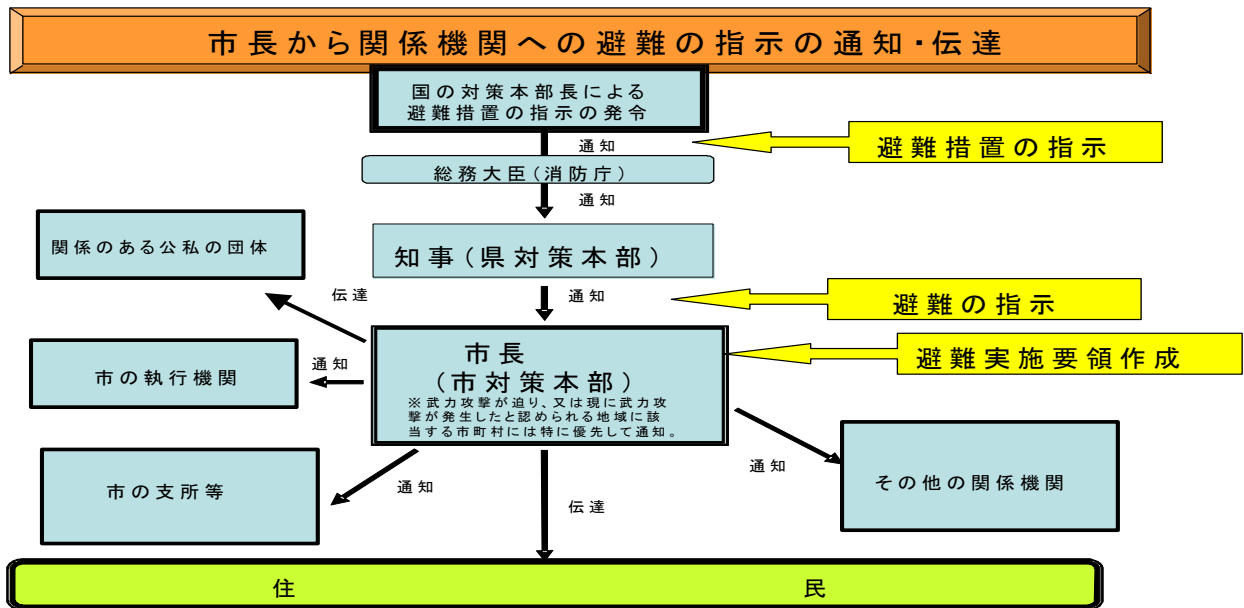 市長から関係機関への避難の指示の通知・伝達
国の対策本部長による
避難措置の指示の発令
通知
避難措置の指示
総務大臣(消防庁)
通知
関係のある公私の団体
知事(県対策本部)
伝達
通知
避難の指示
市長
(市対策本部)
※武力攻撃が迫り、又は現に武力攻
撃が発生したと認められる地域に該
当する市町村には特に優先して通知。
避難実施要領作成
通知
市の執行機関
市の支所等
通知
伝達
通知
その他の関係機関
住民